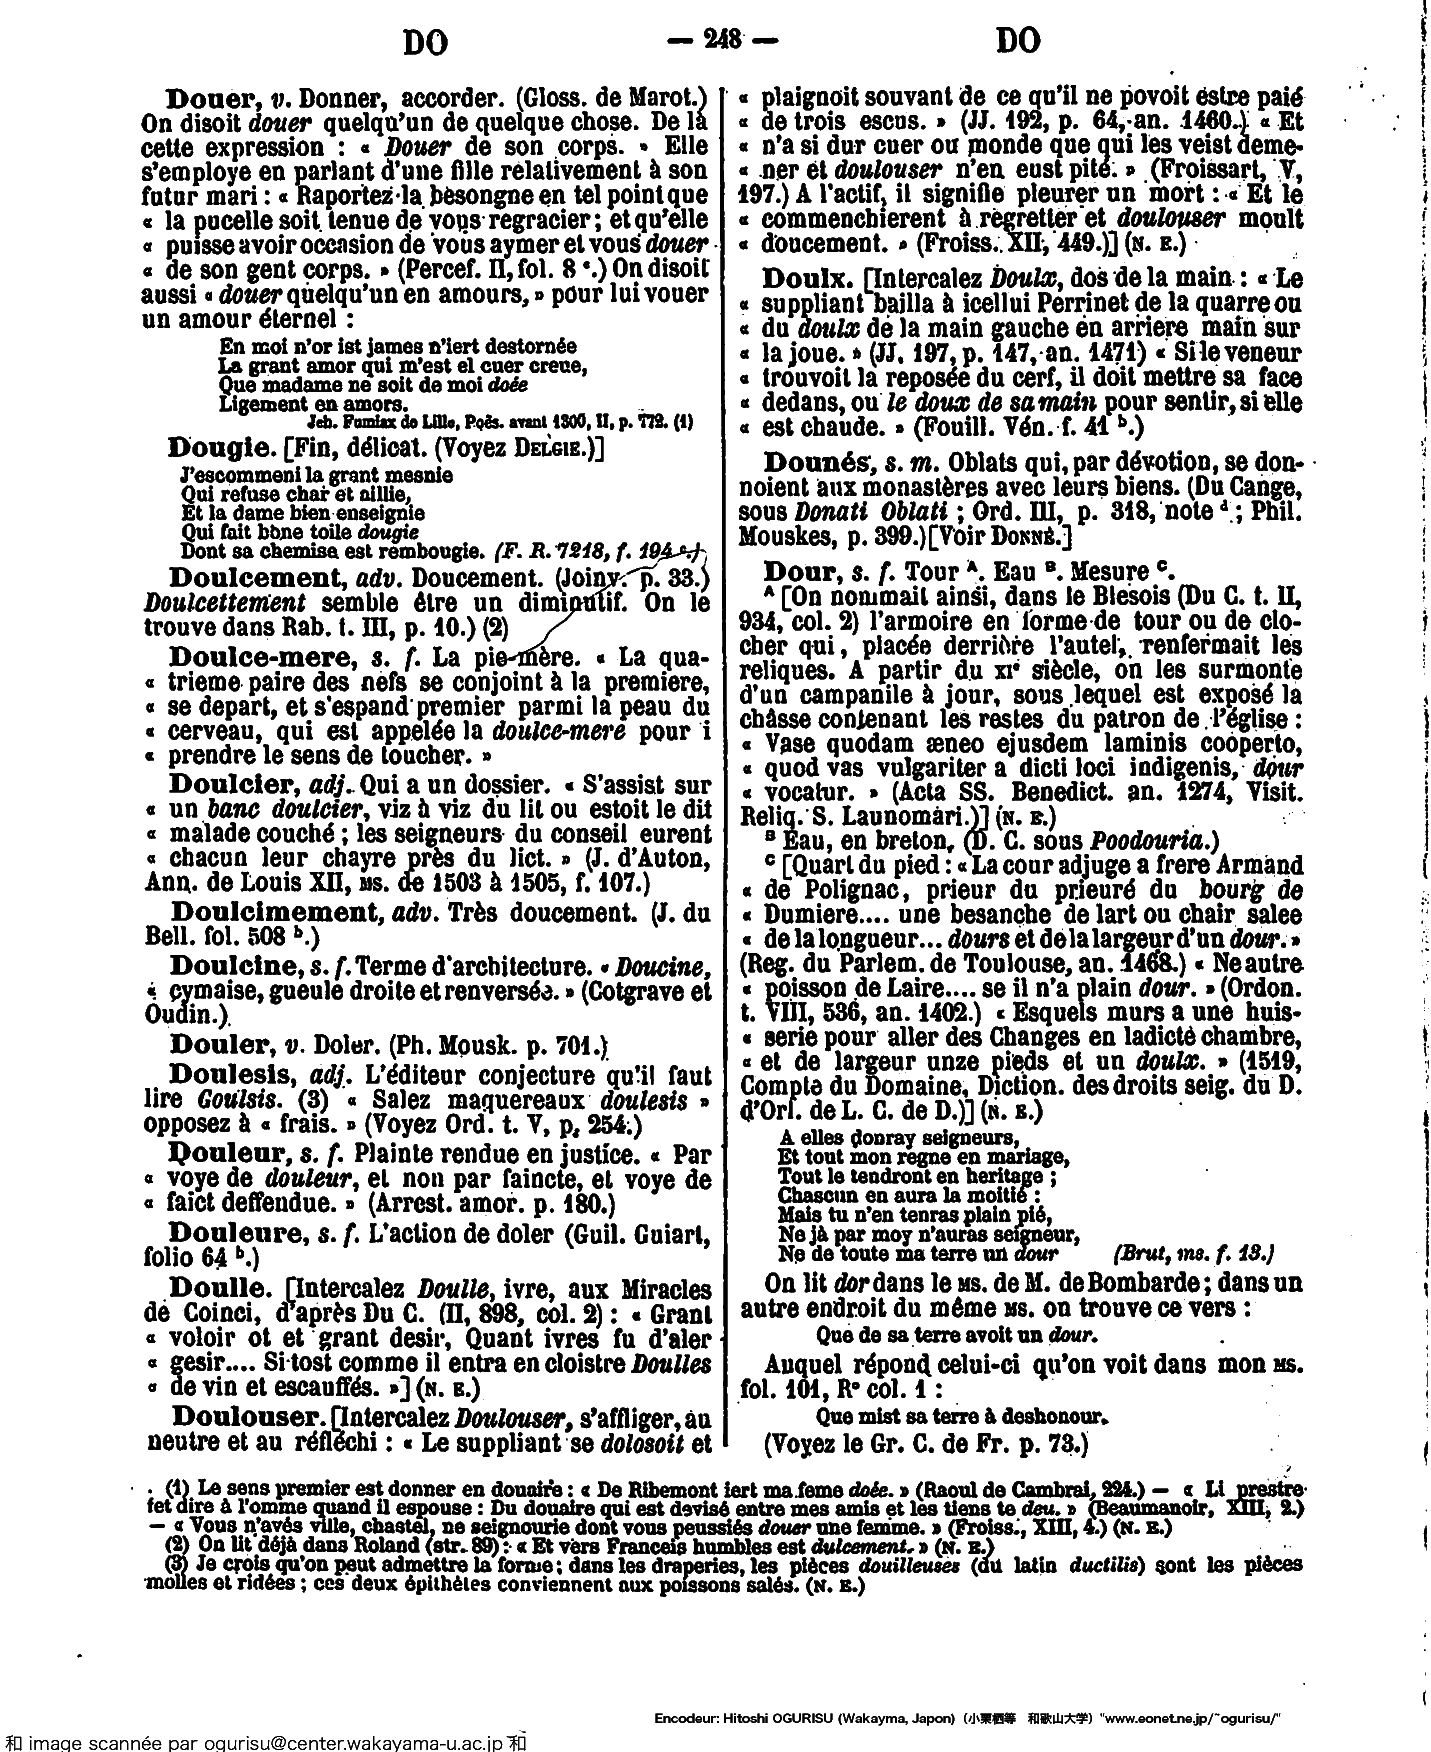 DO — 248 — DO
Douer, v. Donner, accorder. (Gloss. de Marot.)
On disoit douer quelqu'un de quelque chose. De là
cette expression : « Douer de son corps. » Elle
s'employe en parlant d'une fille relativement à son
futur mari : « Raportez la besongne en tel point que
« la pucelle soit tenue de vous regracier ; et qu'elle
« puisse avoir occasion de vous aymer et vous douer
« de son gent corps. » (Percef. II, fol. 8 c.) On disoit
aussi « douer quelqu'un en amours, » pour lui vouer
un amour éternel :
En moi n'or ist james n'iert destornée
La grant amor qui m'est el cuer creue,
Que madame ne soit de moi doée
Ligement en amors.
Jeh. Fumiax de Lille, Poës. avant 1300, II, p. 772. (1)
Dougie. [Fin, délicat. (Voyez DELGIE.)]
J'escommeni la grant mesnie
Qui refuse char et aillie,
Et la dame bien enseignie
Qui fait bone toile dougie
Dont sa chemise est rembougie. (F. R. 7218, f. 194 c.)
Doulcement, adv. Doucement. (Joinv. p. 33.)
Doulcettement semble être un diminutif. On le
trouve dans Rab. t. III, p. 10.) (2)
Doulce-mere, s. f. La pie-mère. « La qua-
« trieme paire des nefs se conjoint à la premiere,
« se depart, et s'espand premier parmi la peau du
« cerveau, qui est appelée la doulce-mere pour i
« prendre le sens de toucher. »
Doulcier, adj. Qui a un dossier. « S'assist sur
« un banc doulcier, viz à viz du lit ou estoit le dit
« malade couché ; les seigneurs du conseil eurent
« chacun leur chayre près du lict. » (J. d'Auton,
Ann. de Louis XII, MS. de 1503 à 1505, f. 107.)
Doulcimement, adv. Très doucement. (J. du
Bell. fol. 508 b.)
Doulcine, s. f. Terme d'architecture. « Doucine,
« cymaise, gueule droite et renversée. » (Cotgrave et
Oudin.)
Douler, v. Doler. (Ph. Mousk. p. 701.)
Doulesis, adj. L'éditeur conjecture qu'il faut
lire Goulsis. (3) « Salez maquereaux doulesis »
opposez à « frais. » (Voyez Ord. t. V, p. 254.)
Douleur, s. f. Plainte rendue en justice. « Par
« voye de douleur, et non par faincte, et voye de
« faict deffendue. » (Arrest. amor. p. 180.)
Douleure, s. f. L'action de doler (Guil. Guiart,
folio 64 b.)
Doulle. [Intercalez Doulle, ivre, aux Miracles
de Coinci, d'après Du C. (II, 898, col. 2) : « Grant
« voloir ot et grant desir, Quant ivres fu d'aler
« gesir.... Si tost comme il entra en cloistre Doulles
« de vin et escauffés. »] (N. E.)
Doulouser. [Intercalez Doulouser, s'affliger, au
neutre et au réfléchi : « Le suppliant se dolosoit et
« plaignoit souvant de ce qu'il ne povoit estre paié
« de trois escus. » (JJ. 192, p. 64, an. 1460.) « Et
« n'a si dur cuer ou monde que qui les veist deme-
« ner et doulouser n'en eust pité. » (Froissart, V,
197.) A l'actif, il signifie pleurer un mort : « Et le
« commenchierent à regretter et doulouser moult
« doucement. » (Froiss. XII, 449.)] (N. E.)
Doulx. [Intercalez Doulx, dos de la main : « Le
« suppliant bailla à icellui Perrinet de la quarre ou
« du doulx de la main gauche en arriere main sur
« la joue. » (JJ. 197, p. 147, an. 1471) « Si le veneur
« trouvoit la reposée du cerf, il doit mettre sa face
« dedans, ou le doux de sa main pour sentir, si elle
« est chaude. » (Fouill. Vén. f. 41 b.)
Dounés, s. m. Oblats qui, par dévotion, se don-
noient aux monastères avec leurs biens. (Du Cange,
sous Donati Oblati ; Ord. III, p. 318, note d ; Phil.
Mouskes, p. 399.) [Voir DONNÉ.]
Dour, s. f. Tour A. Eau B. Mesure C.
A [On nommait ainsi, dans le Blesois (Du C. t. II,
934, col. 2) l'armoire en forme de tour ou de clo-
cher qui, placée derrière l'autel, renfermait les
reliques. A partir du XIe siècle, on les surmonte
d'un campanile à jour, sous lequel est exposé la
châsse contenant les restes du patron de l'église :
« Vase quodam æneo ejusdem laminis cooperto,
« quod vas vulgariter a dicti loci indigenis, dour
« vocatur. » (Acta SS. Benedict. an. 1274, Visit.
Reliq. S. Launomari.)] (N. E.)
B Eau, en breton, (D. C. sous Poodouria.)
C [Quart du pied : « La cour adjuge a frere Armand
« de Polignac, prieur du prieuré du bourg de
« Dumiere.... une besanche de lart ou chair salee
« de la longueur... dours et de la largeur d'un dour. »
(Reg. du Parlem. de Toulouse, an. 1468.) « Ne autre
« poisson de Laire.... se il n'a plain dour. » (Ordon.
t. VIII, 536, an. 1402.) « Esquels murs a une huis-
« serie pour aller des Changes en ladicte chambre,
« et de largeur unze pieds et un doulx. » (1519,
Compte du Domaine, Diction. des droits seig. du D.
d'Orl. de L. C. de D.)] (N. E.)
A elles donray seigneurs,
Et tout mon regne en mariage,
Tout le tendront en heritage ;
Chascun en aura la moitié :
Mais tu n'en tenras plain pié,
Ne jà par moy n'auras seigneur,
Ne de toute ma terre un dour (Brut, ms. f. 13.)
On lit dor dans le MS. de M. de Bombarde ; dans un
autre endroit du même MS. on trouve ce vers :
Que de sa terre avoit un dour.
Auquel répond celui-ci qu'on voit dans mon MS.
fol. 101, R° col. 1 :
Que mist sa terre à deshonour.
(Voyez le Gr. C. de Fr. p. 73.)
(1) Le sens premier est donner en douaire : « De Ribemont iert ma feme doée. » (Raoul de Cambrai, 224.) — « Li prestre
fet dire à l'omme quand il espouse : Du douaire qui est devisé entre mes amis et les tiens te deu. » (Beaumanoir, XIII, 2.)
— « Vous n'avés ville, chastel, ne seignourie dont vous peussiés douer une femme. » (Froiss., XIII, 4.) (N. E.)
(2) On lit déjà dans Roland (str. 89) : « Et vers Franceis humbles est dulcement. » (N. E.)
(3) Je crois qu'on peut admettre la forme ; dans les draperies, les pièces douilleuses (du latin ductilis) sont les pièces
molles et ridées ; ces deux épithètes conviennent aux poissons salés. (N. E.)
Encodeur: Hitoshi OGURISU (Wakayma, Japon) (小栗栖等 和歌山大学) "www.eonet.ne.jp/~ogurisu/"
和 image scannée par ogurisu@center.wakayama-u.ac.jp 和